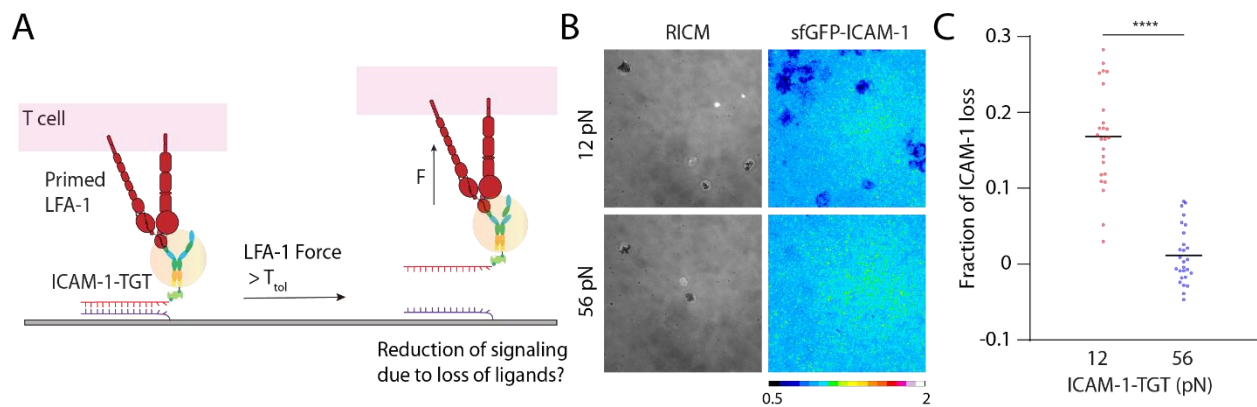 A
T cell
Primed
LFA-1
ICAM-1-TGT
LFA-1 Force
> Ttol
F
Reduction of signaling
due to loss of ligands?
B
RICM
sfGFP-ICAM-1
12 pN
56 pN
0.5
2
C
****
0.3
0.2
0.1
0
-0.1
Fraction of ICAM-1 loss
12
56
ICAM-1-TGT (pN)